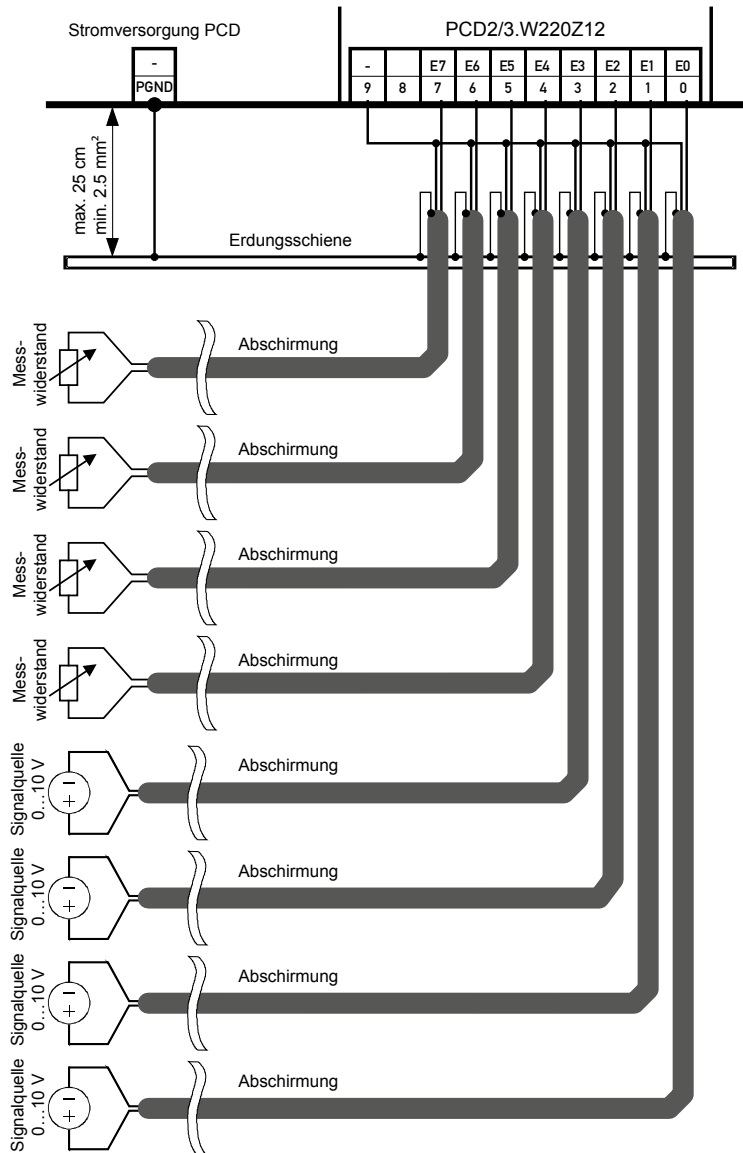 Stromversorgung PCD
PCD2/3.W220Z12
- - E7 E6 E5 E4 E3 E2 E1 E0
PGND 9 8 7 6 5 4 3 2 1 0
max. 25 cm
min. 2.5 mm²
Erdungsschiene
Mess-
widerstand
Abschirmung
Mess-
widerstand
Abschirmung
Mess-
widerstand
Abschirmung
Mess-
widerstand
Abschirmung
Signalquelle
0...10 V
- +
Abschirmung
Signalquelle
0...10 V
- +
Abschirmung
Signalquelle
0...10 V
- +
Abschirmung
Signalquelle
0...10 V
- +
Abschirmung